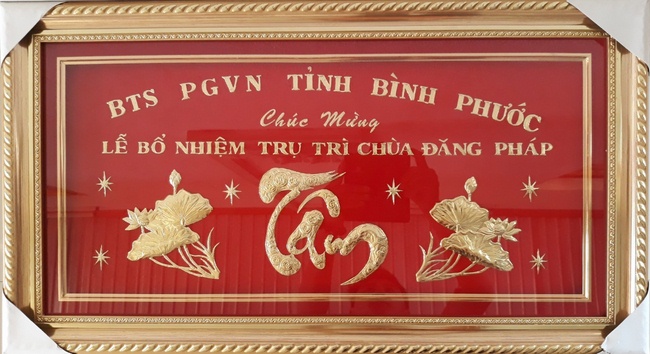 BTS PGVN TỈNH BÌNH PHƯỚC
Chúc Mừng
LỄ BỔ NHIỆM TRỤ TRÌ CHÙA ĐĂNG PHÁP
Tâm